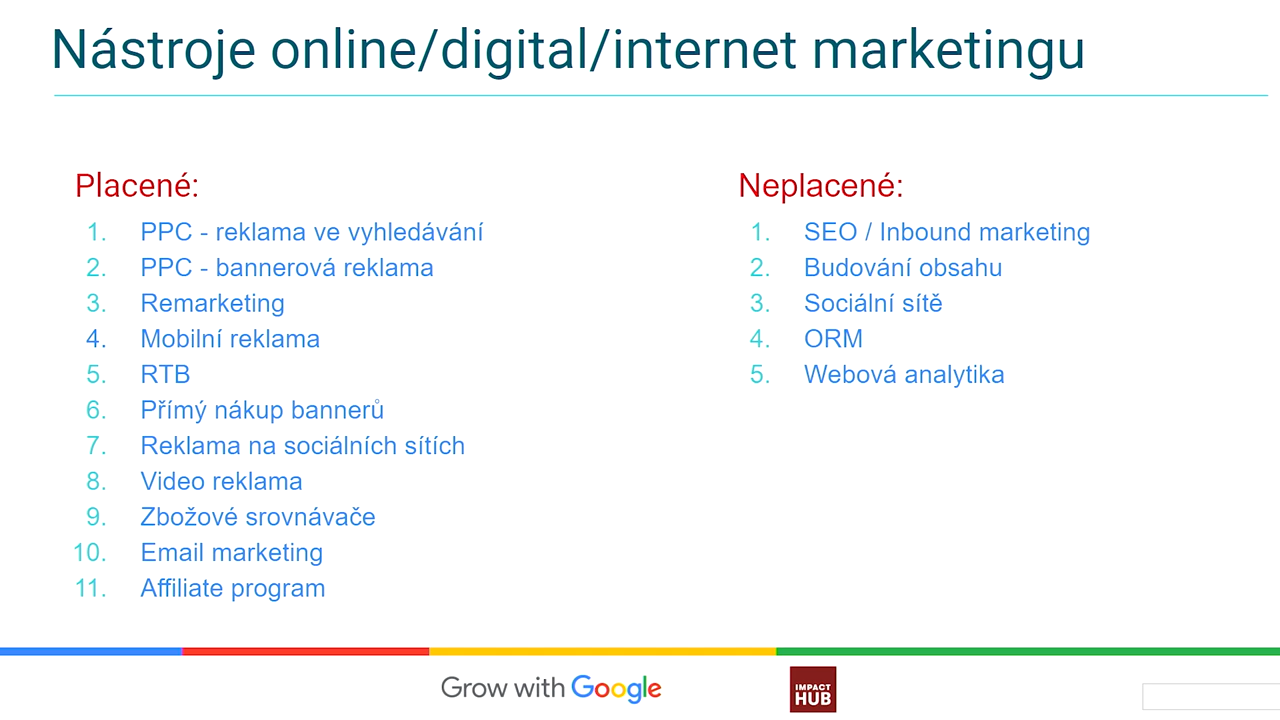 Nástroje online/digital/internet marketingu
Placené:
1. PPC - reklama ve vyhledávání
2. PPC - bannerová reklama
3. Remarketing
4. Mobilní reklama
5. RTB
6. Přímý nákup bannerů
7. Reklama na sociálních sítích
8. Video reklama
9. Zbožové srovnávače
10. Email marketing
11. Affiliate program
Neplacené:
1. SEO / Inbound marketing
2. Budování obsahu
3. Sociální sítě
4. ORM
5. Webová analytika
Grow with Google
IMPACT
HUB